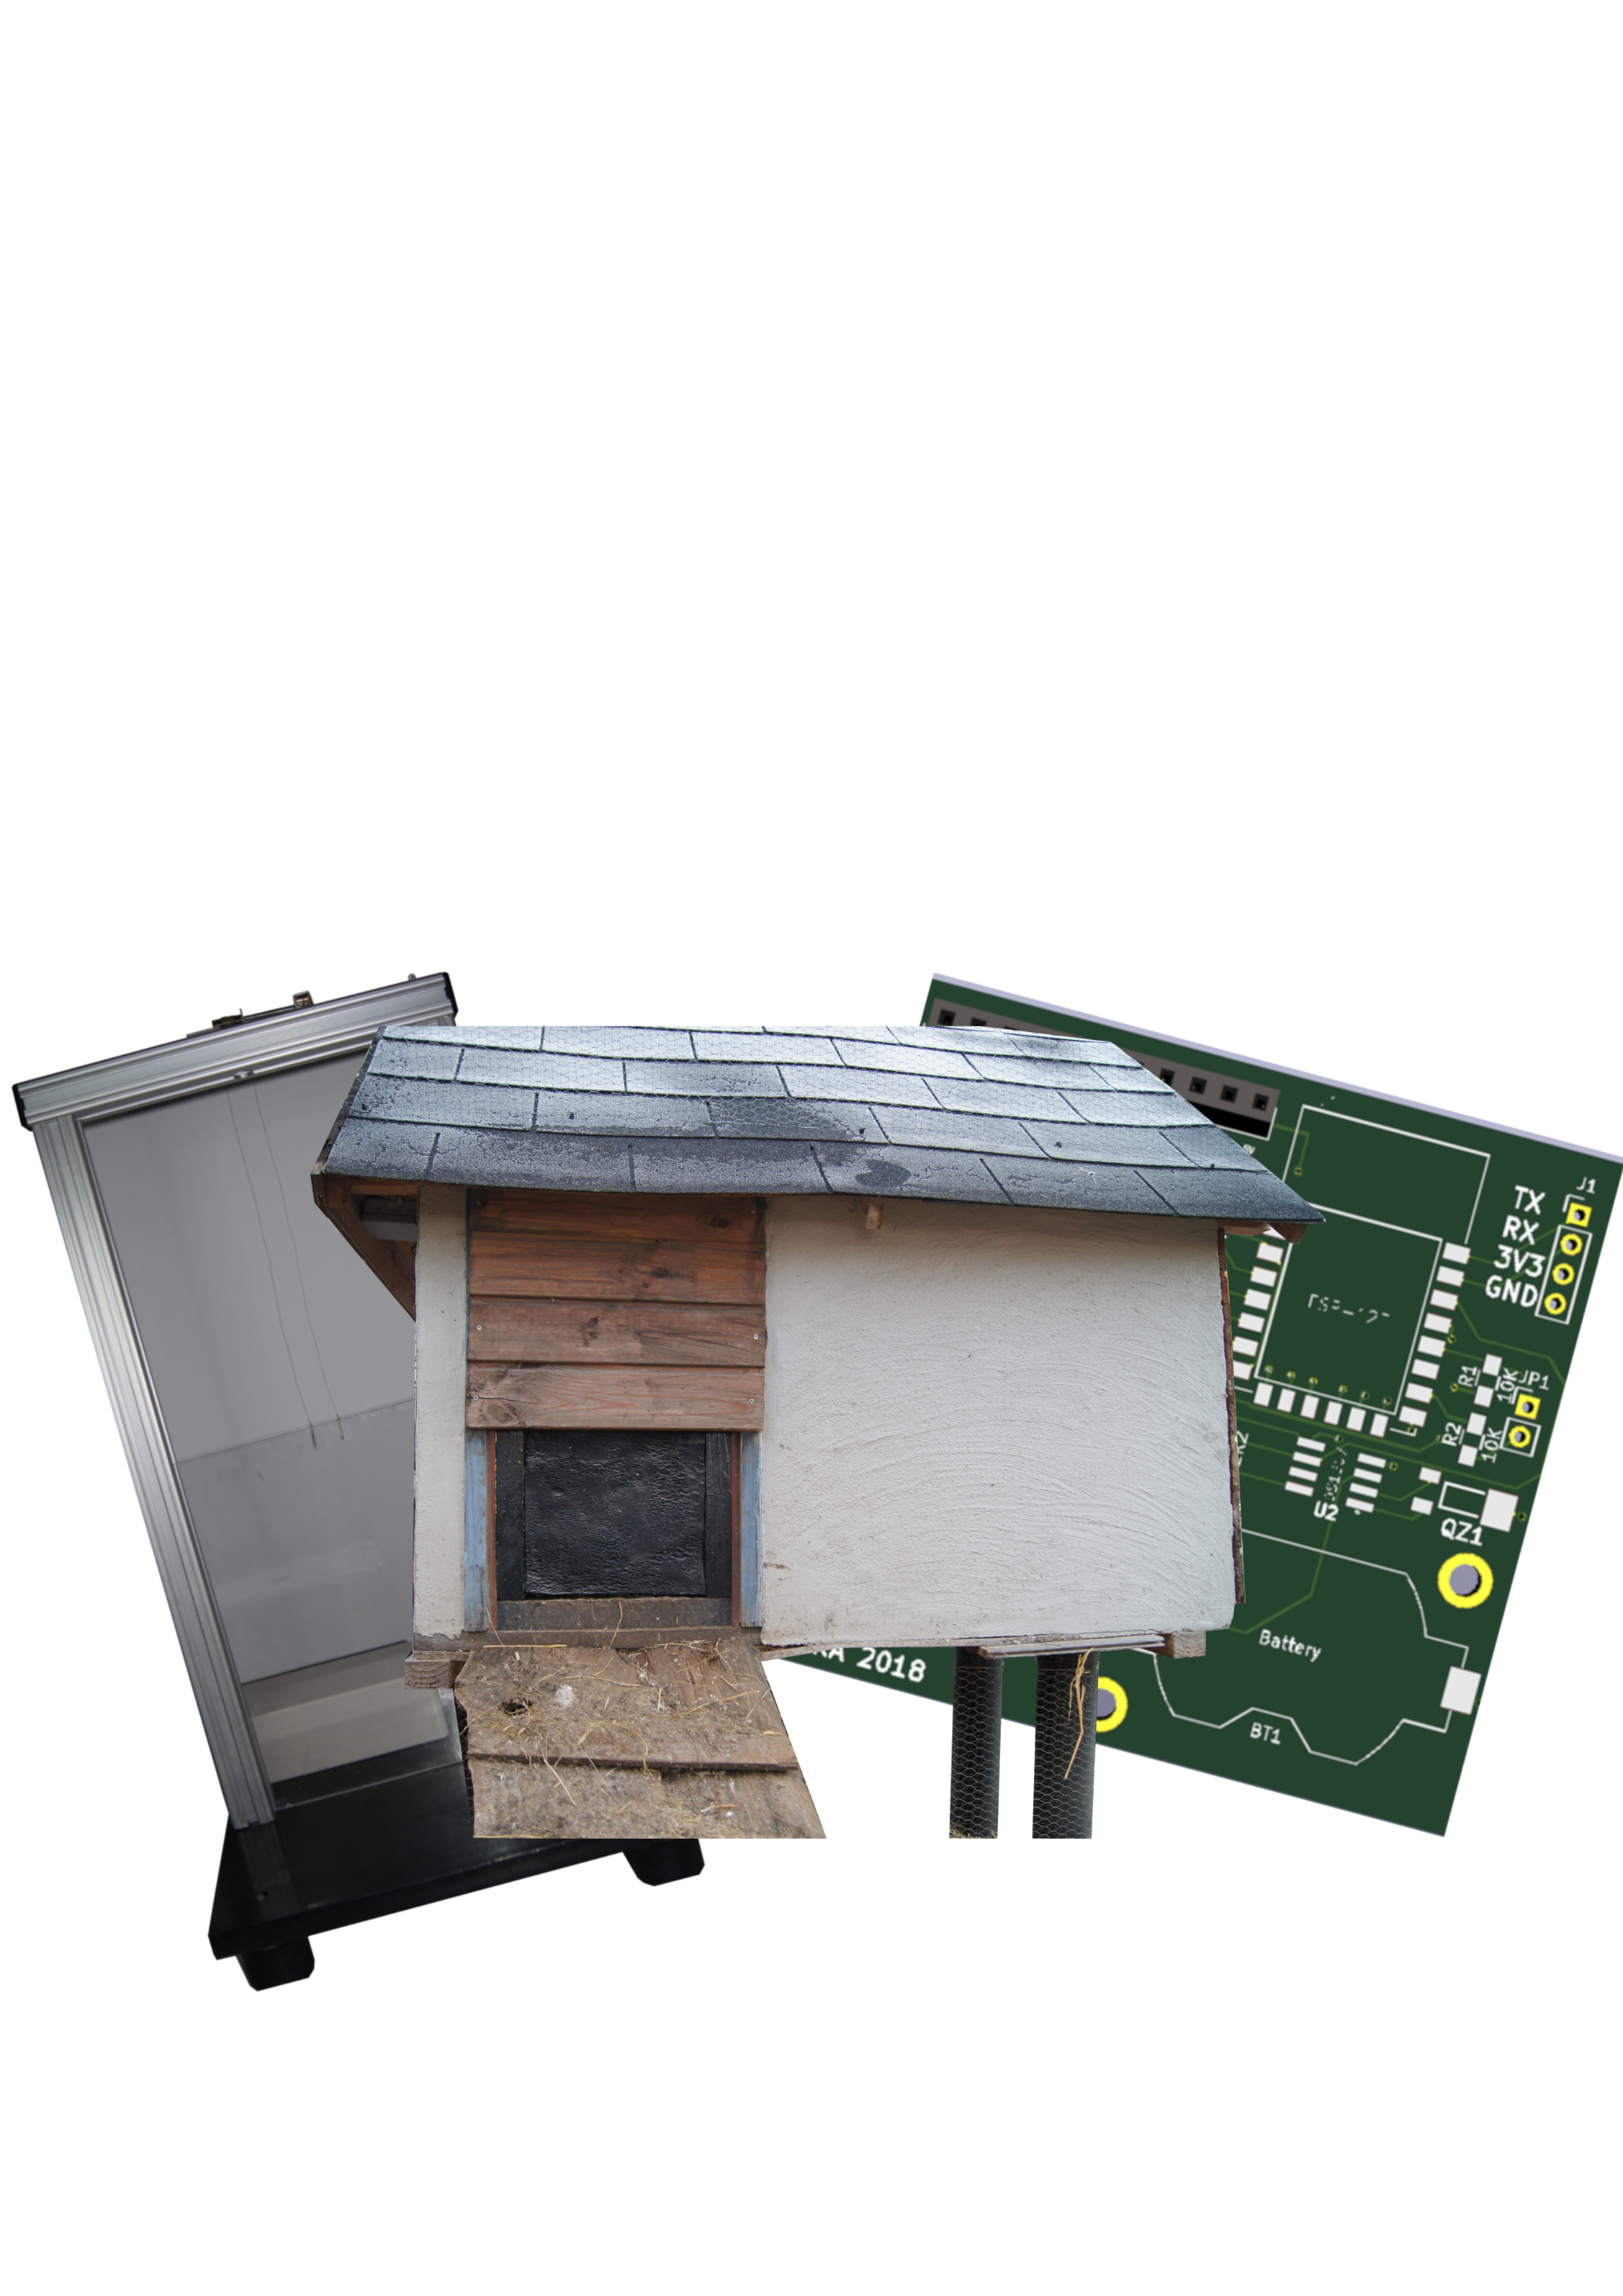 J1
TX
RX
3V3
GND
R1
10K
JP1
R2
10K
U2
QZ1
Battery
BT1
2018